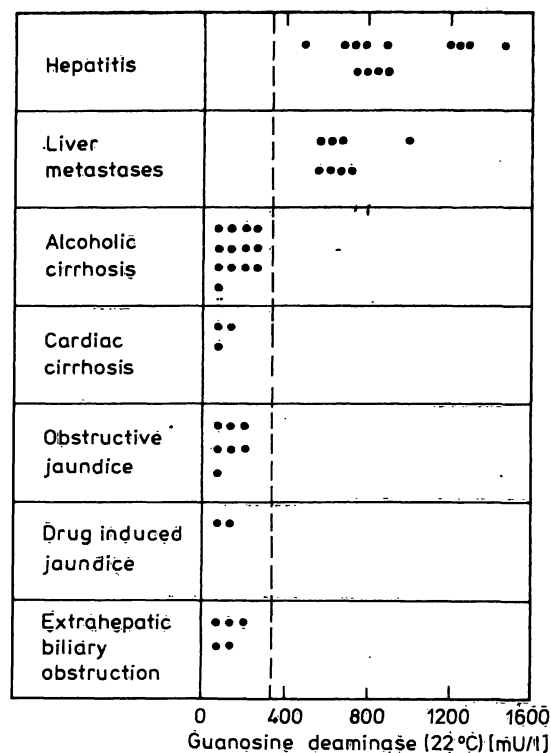 Hepatitis
Liver
metastases
Alcoholic
cirrhosis
Cardiac
cirrhosis
Obstructive
jaundice
Drug induced
jaundice
Extrahepatic
biliary
obstruction
0 400 800 1200 1600
Guanosine deaminase (22 °C) [mU/l]